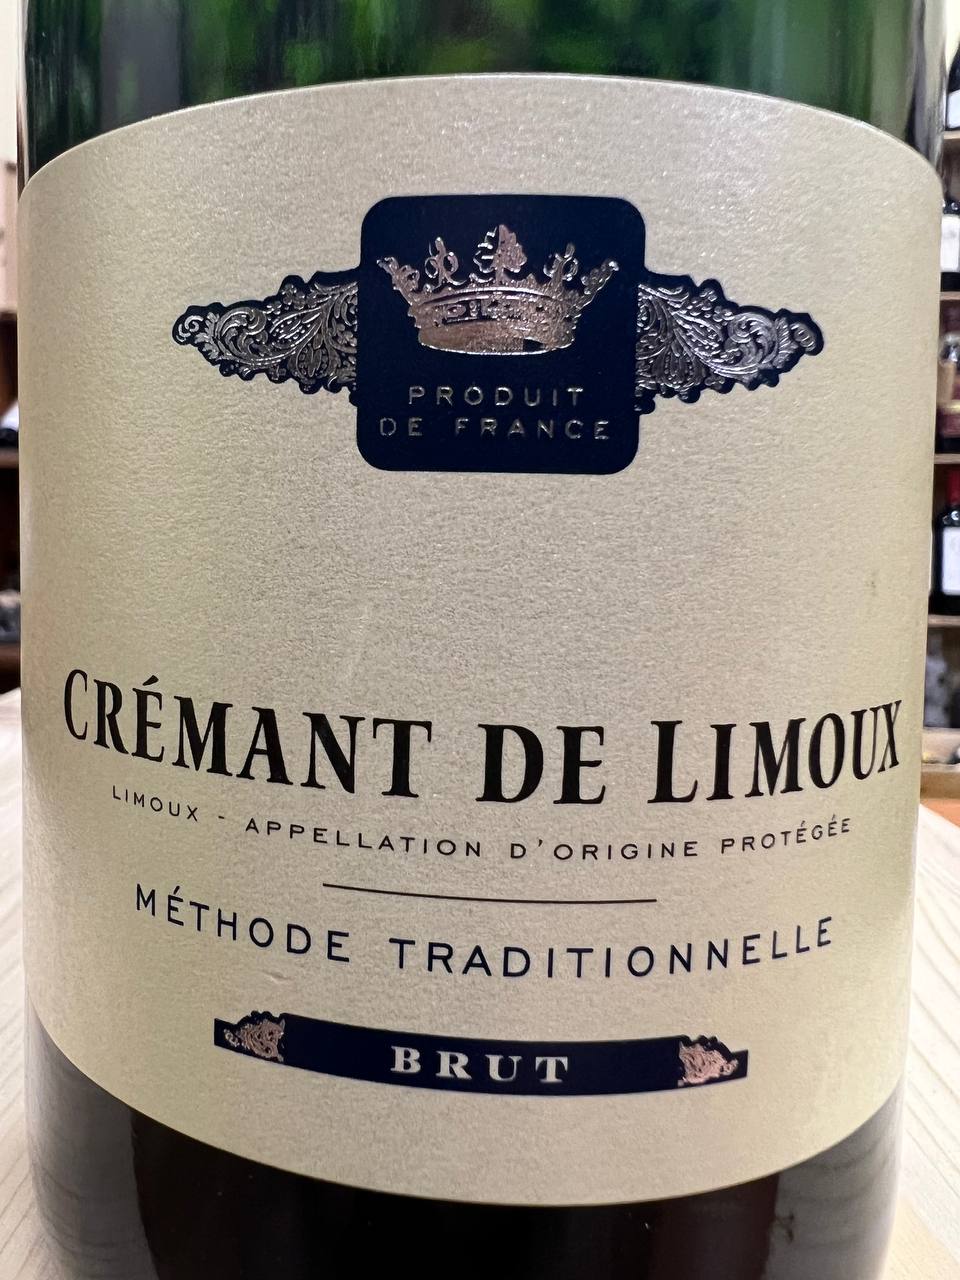 PRODUIT
DE FRANCE
CRÉMANT DE LIMOUX
LIMOUX - APPELLATION D'ORIGINE PROTÉGÉE
MÉTHODE TRADITIONNELLE
BRUT